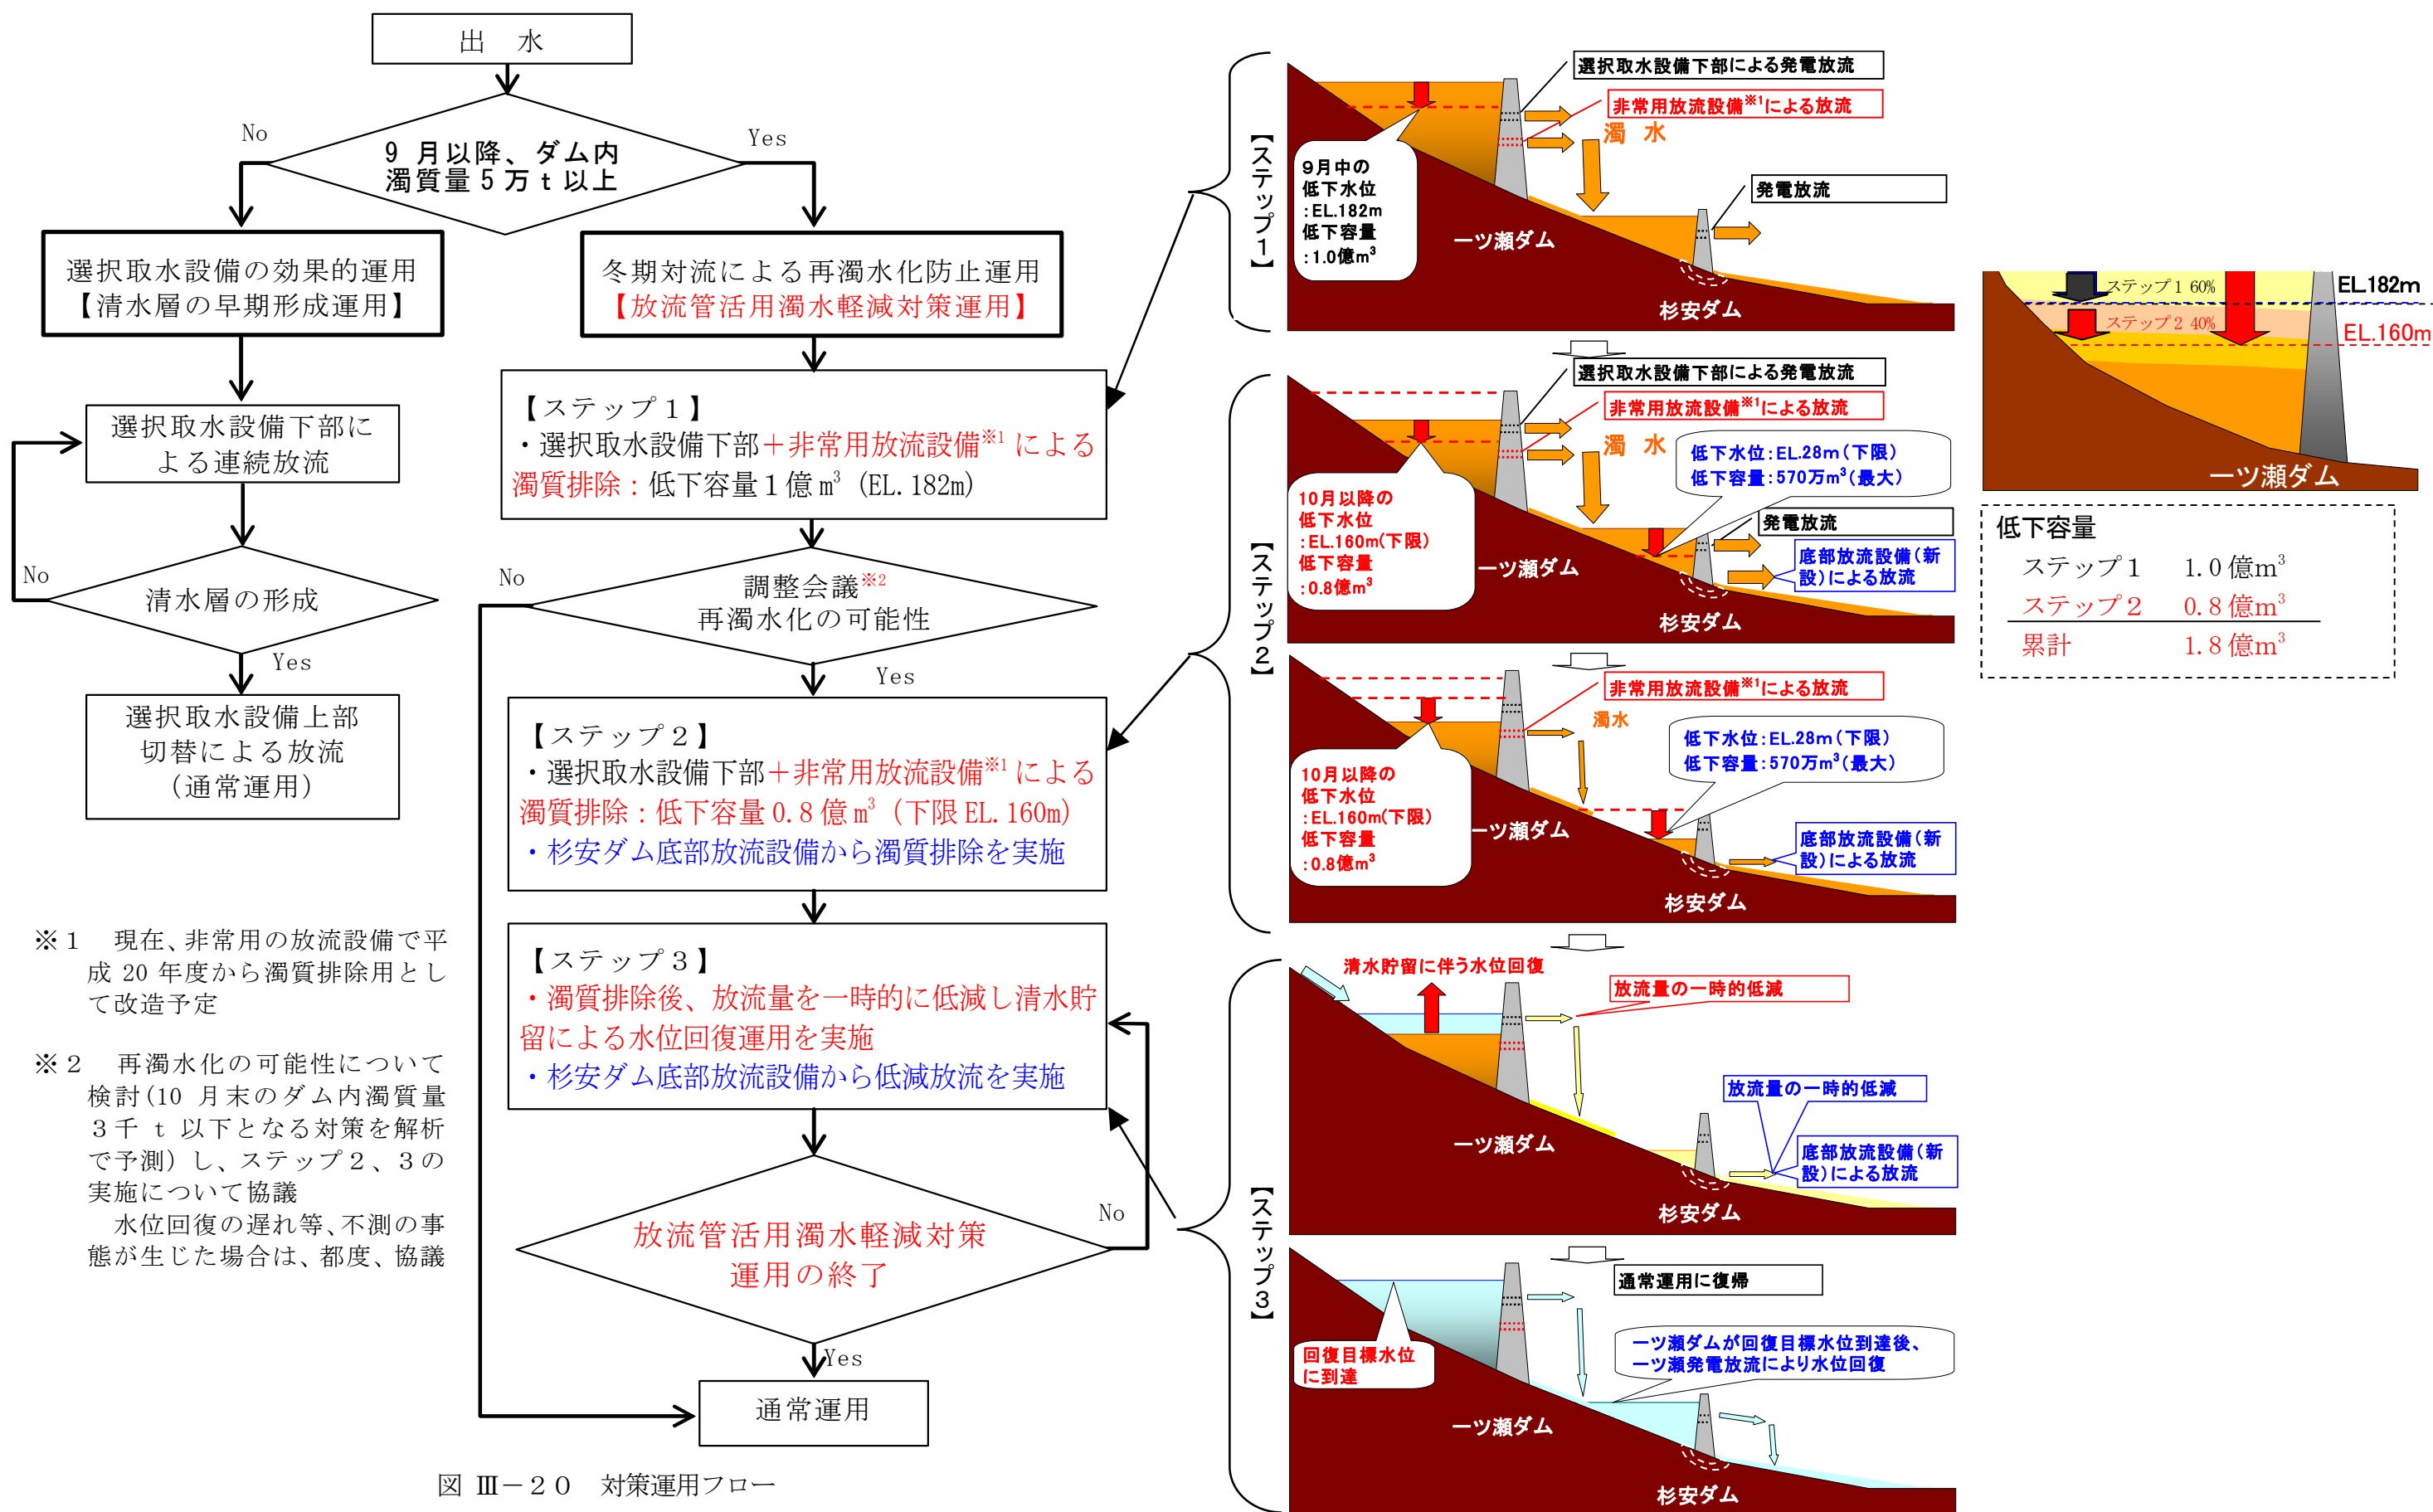 出 水
No
Yes
9 月以降、ダム内
濁質量 5 万 t 以上
選択取水設備の効果的運用
【清水層の早期形成運用】
冬期対流による再濁水化防止運用
【放流管活用濁水軽減対策運用】
選択取水設備下部に
よる連続放流
No
清水層の形成
Yes
選択取水設備上部
切替による放流
(通常運用)
【ステップ１】
・選択取水設備下部＋非常用放流設備※1 による
濁質排除：低下容量１億 m3 (EL. 182m)
No
調整会議※2
再濁水化の可能性
Yes
【ステップ２】
・選択取水設備下部＋非常用放流設備※1 による
濁質排除：低下容量 0. 8 億 m3 (下限 EL. 160m)
・杉安ダム底部放流設備から濁質排除を実施
【ステップ３】
・濁質排除後、放流量を一時的に低減し清水貯
留による水位回復運用を実施
・杉安ダム底部放流設備から低減放流を実施
放流管活用濁水軽減対策
運用の終了
No
Yes
通常運用
※１ 現在、非常用の放流設備で平
成 20 年度から濁質排除用とし
て改造予定
※２ 再濁水化の可能性について
検討(10 月末のダム内濁質量
３千 t 以下となる対策を解析
で予測) し、ステップ２、３の
実施について協議
水位回復の遅れ等、不測の事
態が生じた場合は、都度、協議
図 Ⅲ－２０ 対策運用フロー
【ステップ1】
選択取水設備下部による発電放流
非常用放流設備※1による放流
濁 水
9月中の
低下水位
:EL.182m
低下容量
:1.0億m3
発電放流
一ツ瀬ダム
杉安ダム
【ステップ2】
選択取水設備下部による発電放流
非常用放流設備※1による放流
濁 水
低下水位:EL.28m(下限)
低下容量:570万m3(最大)
10月以降の
低下水位
:EL.160m(下限)
低下容量
:0.8億m3
発電放流
底部放流設備(新
設)による放流
一ツ瀬ダム
杉安ダム
非常用放流設備※1による放流
濁水
低下水位:EL.28m(下限)
低下容量:570万m3(最大)
10月以降の
低下水位
:EL.160m(下限)
低下容量
:0.8億m3
底部放流設備(新
設)による放流
一ツ瀬ダム
杉安ダム
【ステップ3】
清水貯留に伴う水位回復
放流量の一時的低減
放流量の一時的低減
底部放流設備(新
設)による放流
一ツ瀬ダム
杉安ダム
通常運用に復帰
一ツ瀬ダムが回復目標水位到達後、
一ツ瀬発電放流により水位回復
回復目標水位
に到達
一ツ瀬ダム
杉安ダム
ステップ１ 60%
EL.182m
ステップ２ 40%
EL.160m
一ツ瀬ダム
低下容量
ステップ１ 1. 0 億m3
ステップ２ 0. 8 億m3
累計 1. 8 億m3